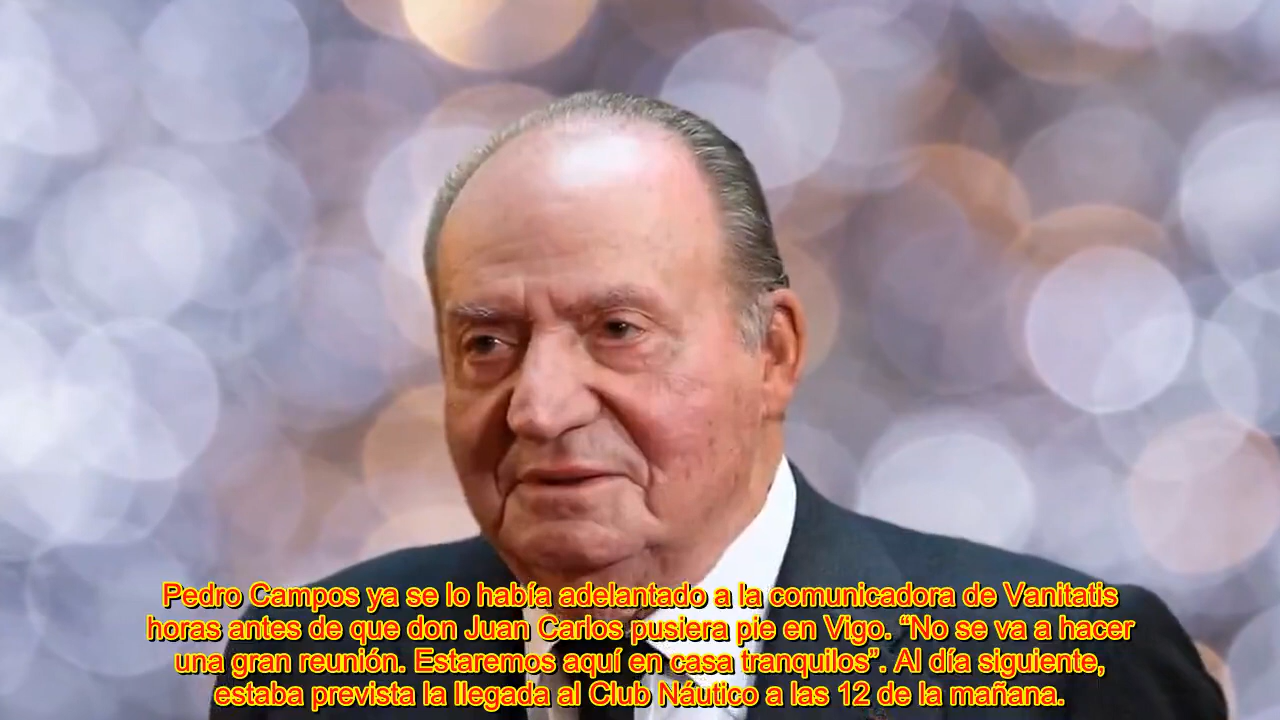 Pedro Campos ya se lo había adelantado a la comunicadora de Vanitatis
horas antes de que don Juan Carlos pusiera pie en Vigo. “No se va a hacer
una gran reunión. Estaremos aquí en casa tranquilos”. Al día siguiente,
estaba prevista la llegada al Club Náutico a las 12 de la mañana.